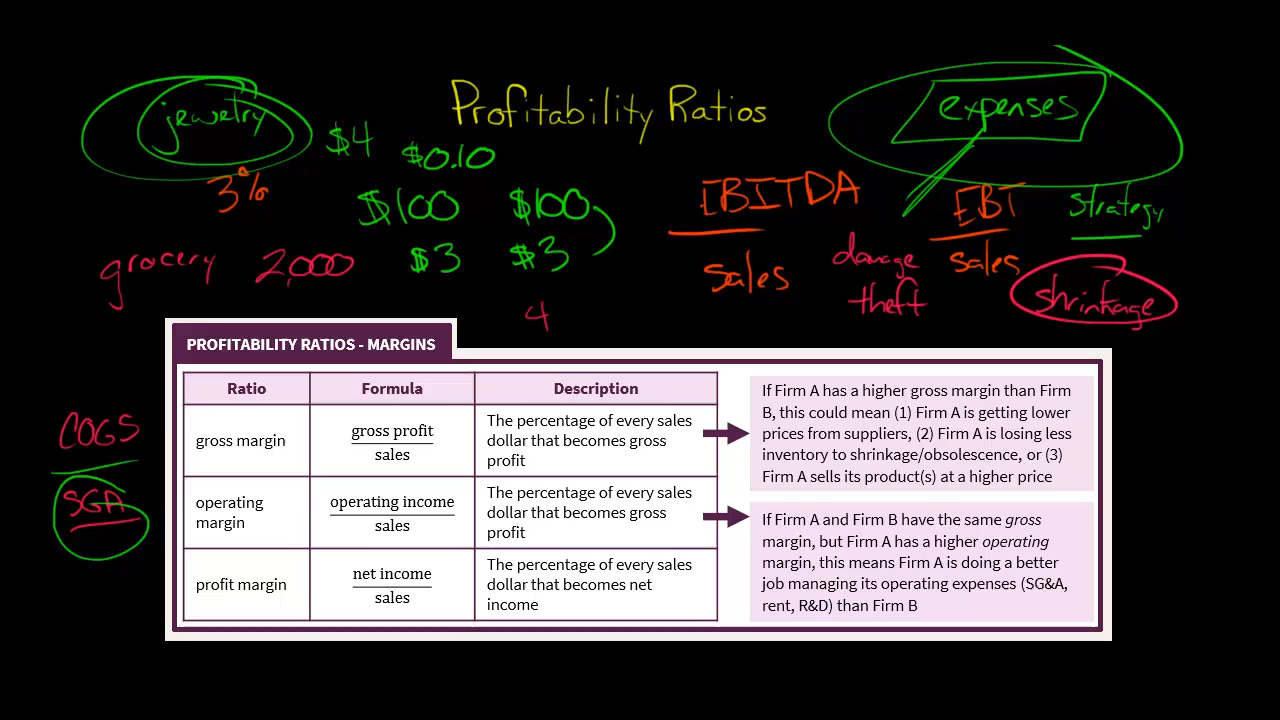 Profitability Ratios
jewelry
expenses
$4
$0.10
3%
$100
$100
EBITDA
EBT
strategy
grocery
2,000
$3
$3
sales
damage
sales
theft
shrinkage
4
PROFITABILITY RATIOS - MARGINS
Ratio
Formula
Description
gross margin
gross profit
sales
The percentage of every sales
dollar that becomes gross
profit
operating
margin
operating income
sales
The percentage of every sales
dollar that becomes gross
profit
profit margin
net income
sales
The percentage of every sales
dollar that becomes net
income
If Firm A has a higher gross margin than Firm
B, this could mean (1) Firm A is getting lower
prices from suppliers, (2) Firm A is losing less
inventory to shrinkage/obsolescence, or (3)
Firm A sells its product(s) at a higher price
If Firm A and Firm B have the same gross
margin, but Firm A has a higher operating
margin, this means Firm A is doing a better
job managing its operating expenses (SG&A,
rent, R&D) than Firm B
COGS
SGA